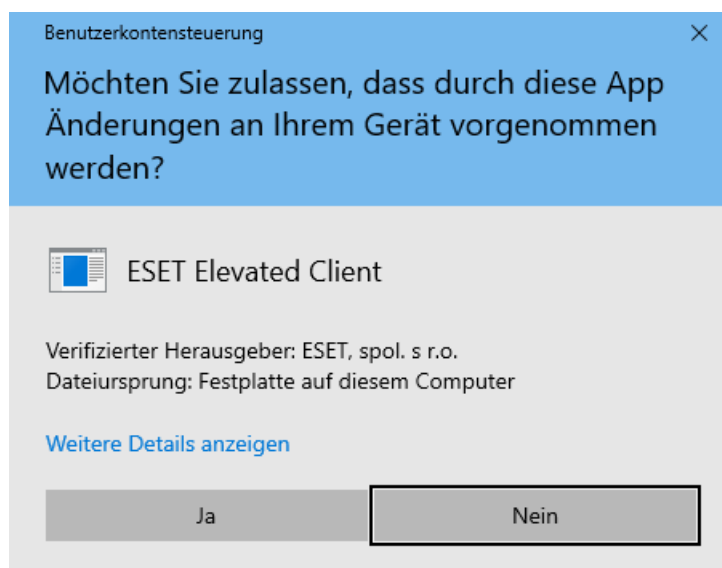 Benutzerkontensteuerung
Möchten Sie zulassen, dass durch diese App
Änderungen an Ihrem Gerät vorgenommen
werden?
ESET Elevated Client
Verifizierter Herausgeber: ESET, spol. s r.o.
Dateiursprung: Festplatte auf diesem Computer
Weitere Details anzeigen
Ja
Nein